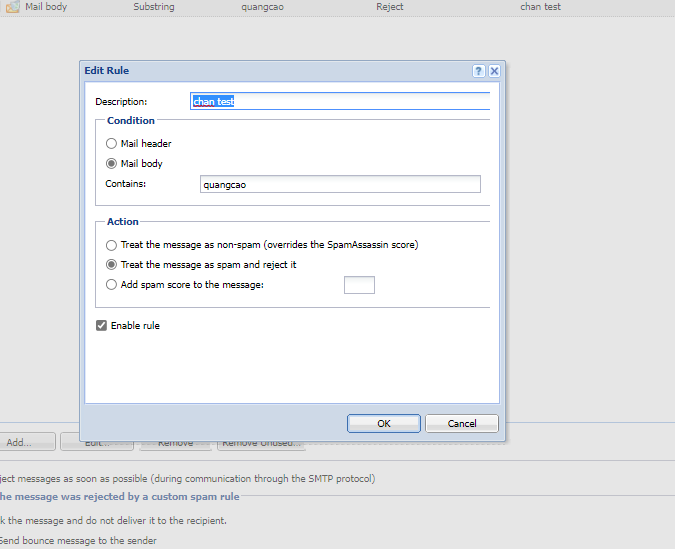 Mail body Substring quangcao Reject chan test
Edit Rule
Description: chan test
Condition
Mail header
Mail body
Contains: quangcao
Action
Treat the message as non-spam (overrides the SpamAssassin score)
Treat the message as spam and reject it
Add spam score to the message:
Enable rule
OK Cancel
Add... Edit... Remove Remove Unused...
ject messages as soon as possible (during communication through the SMTP protocol)
he message was rejected by a custom spam rule
k the message and do not deliver it to the recipient.
Send bounce message to the sender